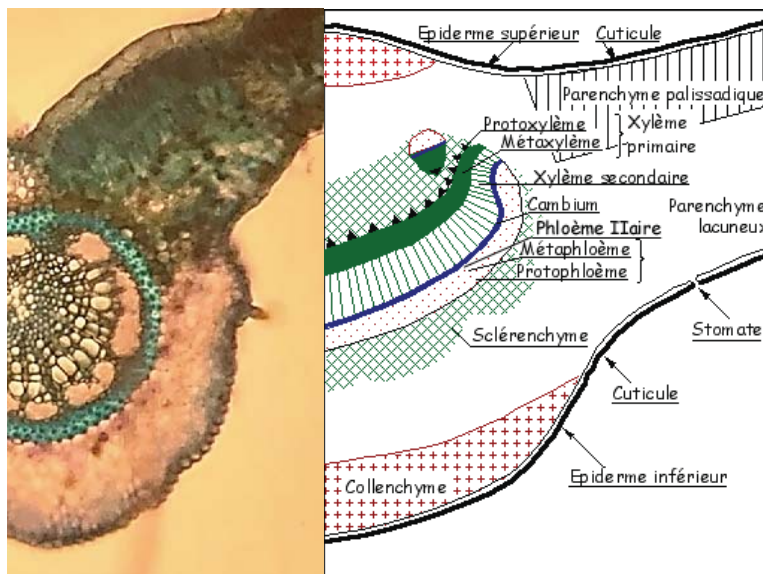 Epiderme supérieur
Cuticule
Parenchyme palissadique
Protoxylème
Métaxylème
Xylème
primaire
Xylème secondaire
Cambium
Parenchyme
lacuneux
Phloème IIaire
Métaphloème
Protophloème
Sclérenchyme
Stomate
Cuticule
Epiderme inférieur
Collenchyme